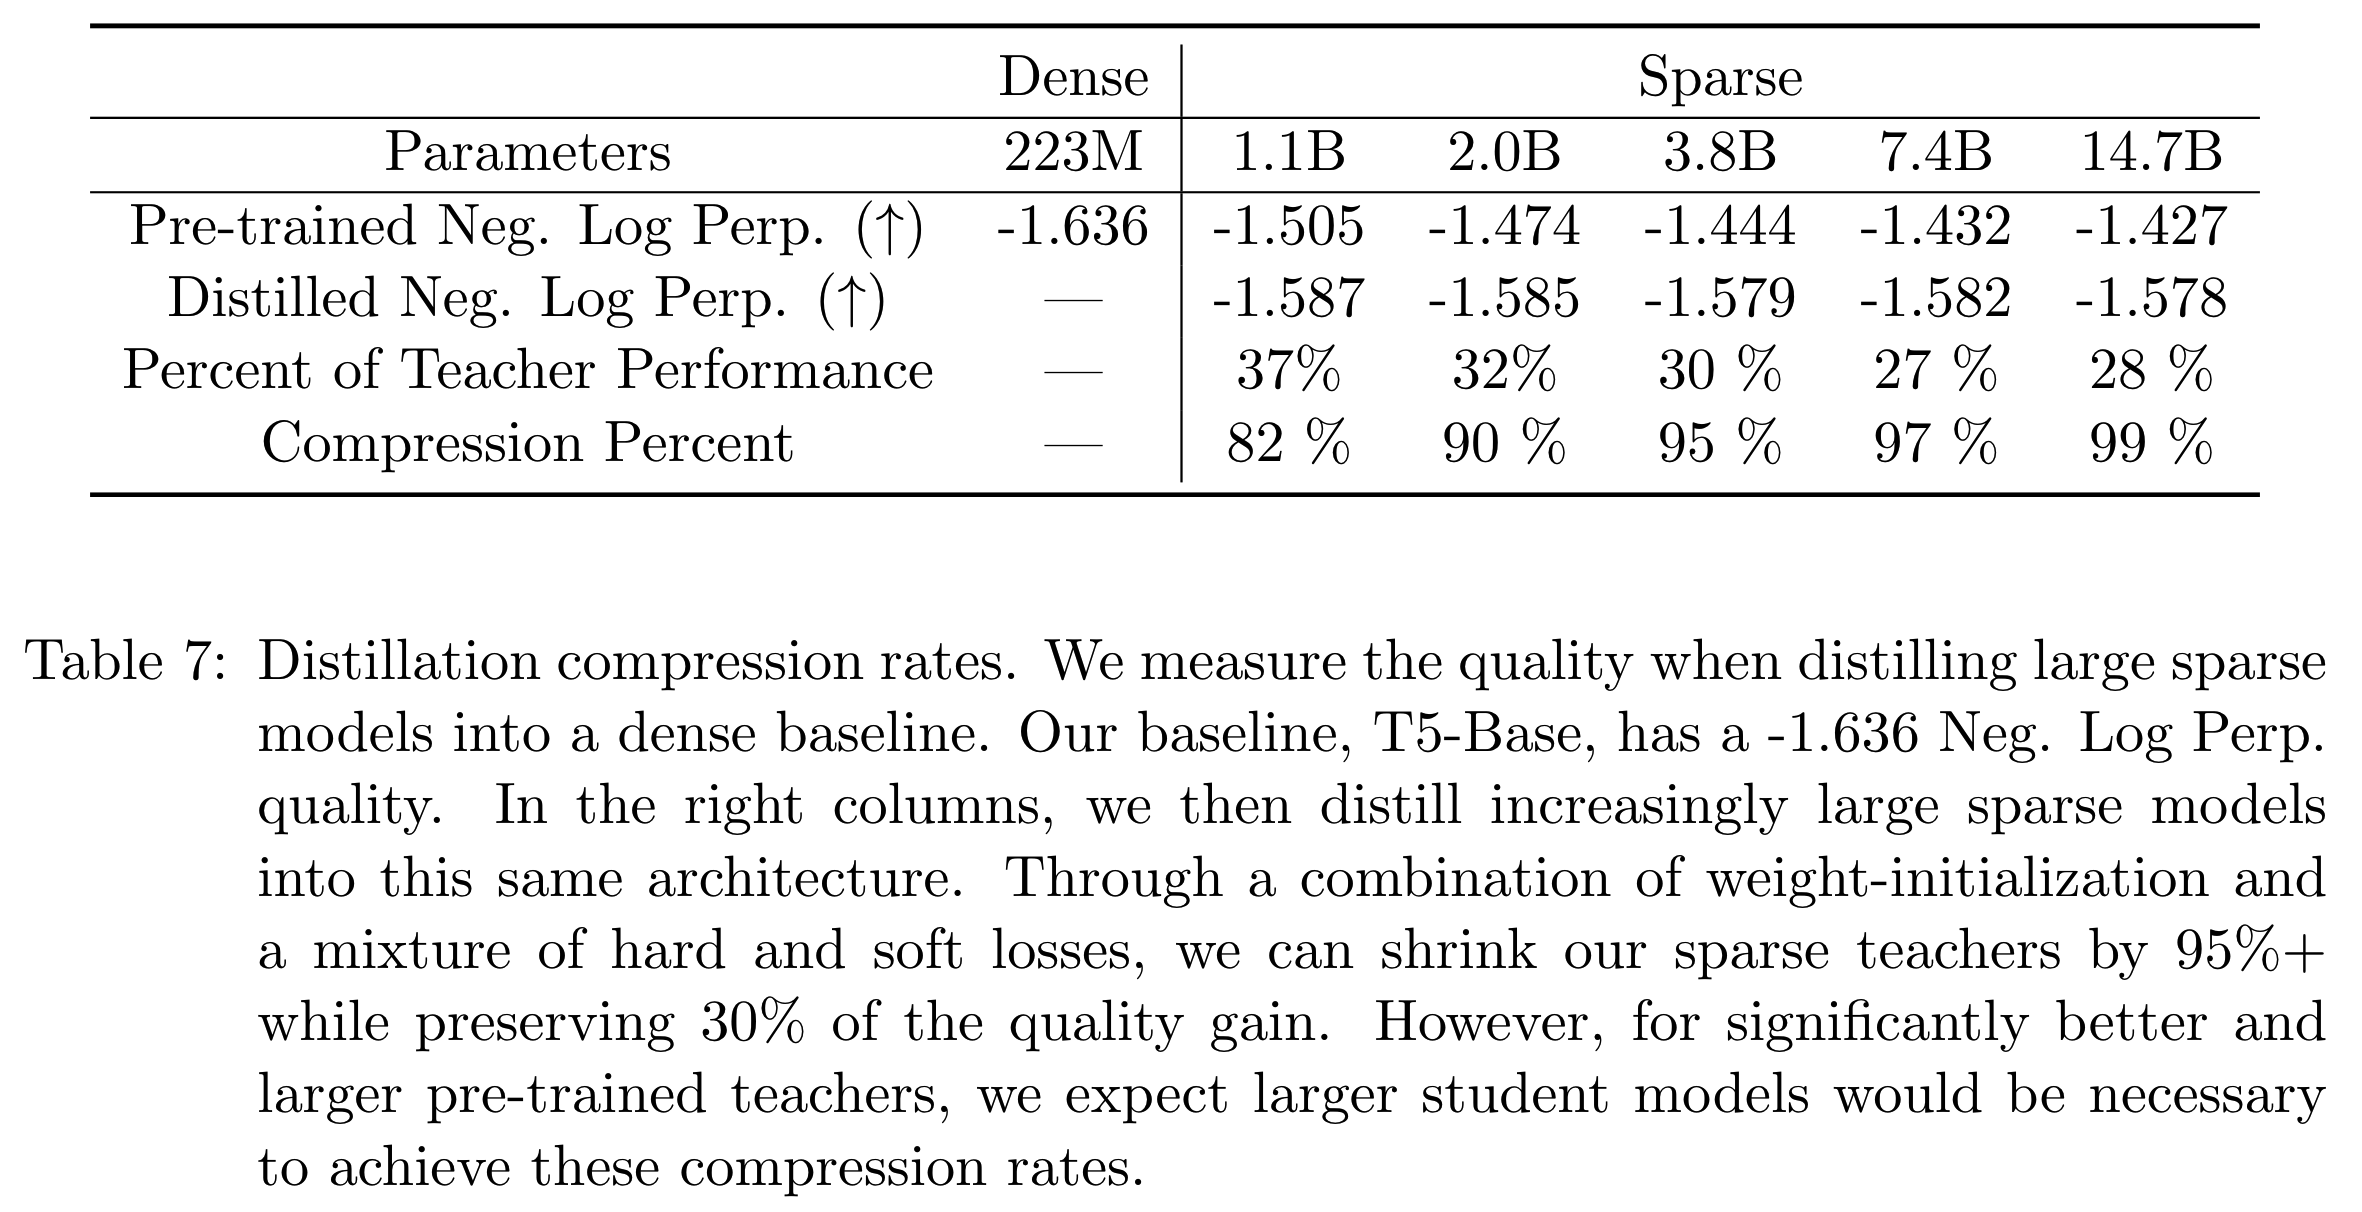 Dense Sparse
Parameters 223M 1.1B 2.0B 3.8B 7.4B 14.7B
Pre-trained Neg. Log Perp. (↑) -1.636 -1.505 -1.474 -1.444 -1.432 -1.427
Distilled Neg. Log Perp. (↑) — -1.587 -1.585 -1.579 -1.582 -1.578
Percent of Teacher Performance — 37% 32% 30 % 27 % 28 %
Compression Percent — 82 % 90 % 95 % 97 % 99 %
Table 7: Distillation compression rates. We measure the quality when distilling large sparse
models into a dense baseline. Our baseline, T5-Base, has a -1.636 Neg. Log Perp.
quality. In the right columns, we then distill increasingly large sparse models
into this same architecture. Through a combination of weight-initialization and
a mixture of hard and soft losses, we can shrink our sparse teachers by 95%+
while preserving 30% of the quality gain. However, for significantly better and
larger pre-trained teachers, we expect larger student models would be necessary
to achieve these compression rates.